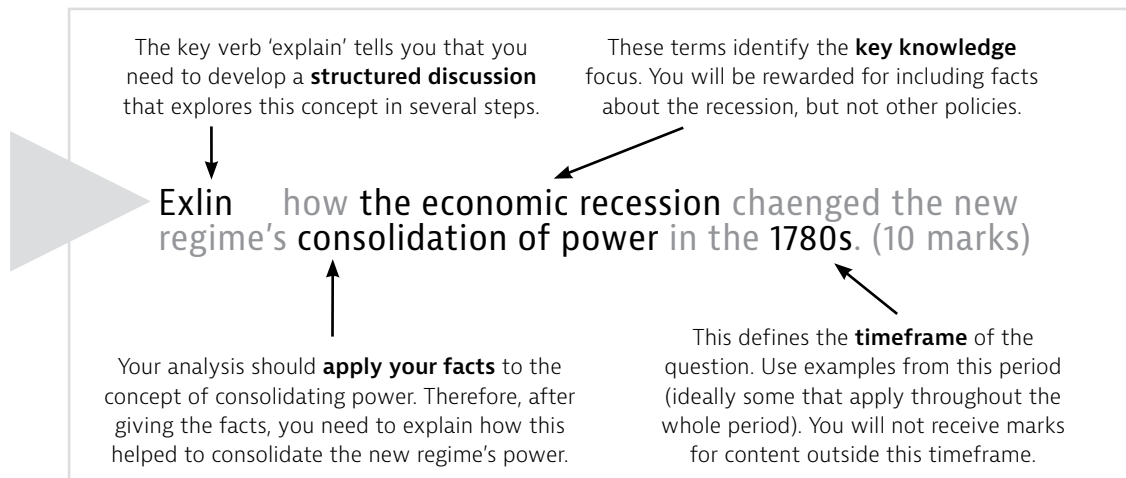 The key verb ‘explain’ tells you that you
need to develop a structured discussion
that explores this concept in several steps.
These terms identify the key knowledge
focus. You will be rewarded for including facts
about the recession, but not other policies.
Exlin how the economic recession chaenged the new
regime’s consolidation of power in the 1780s. (10 marks)
Your analysis should apply your facts to the
concept of consolidating power. Therefore, after
giving the facts, you need to explain how this
helped to consolidate the new regime’s power.
This defines the timeframe of the
question. Use examples from this period
(ideally some that apply throughout the
whole period). You will not receive marks
for content outside this timeframe.